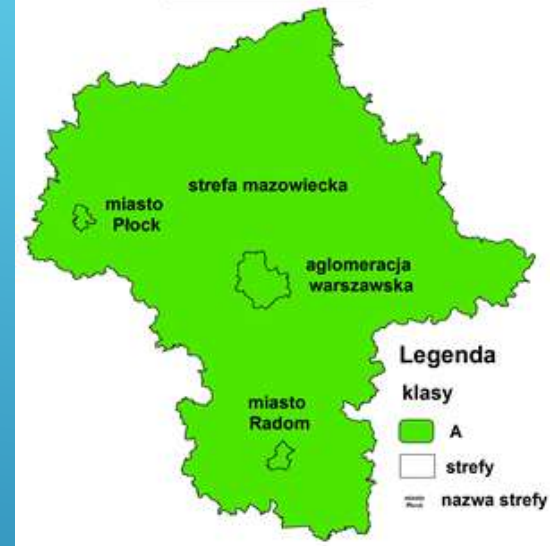 strefa mazowiecka
miasto
Płock
aglomeracja
warszawska
miasto
Radom
Legenda
klasy
A
strefy
nazwa strefy